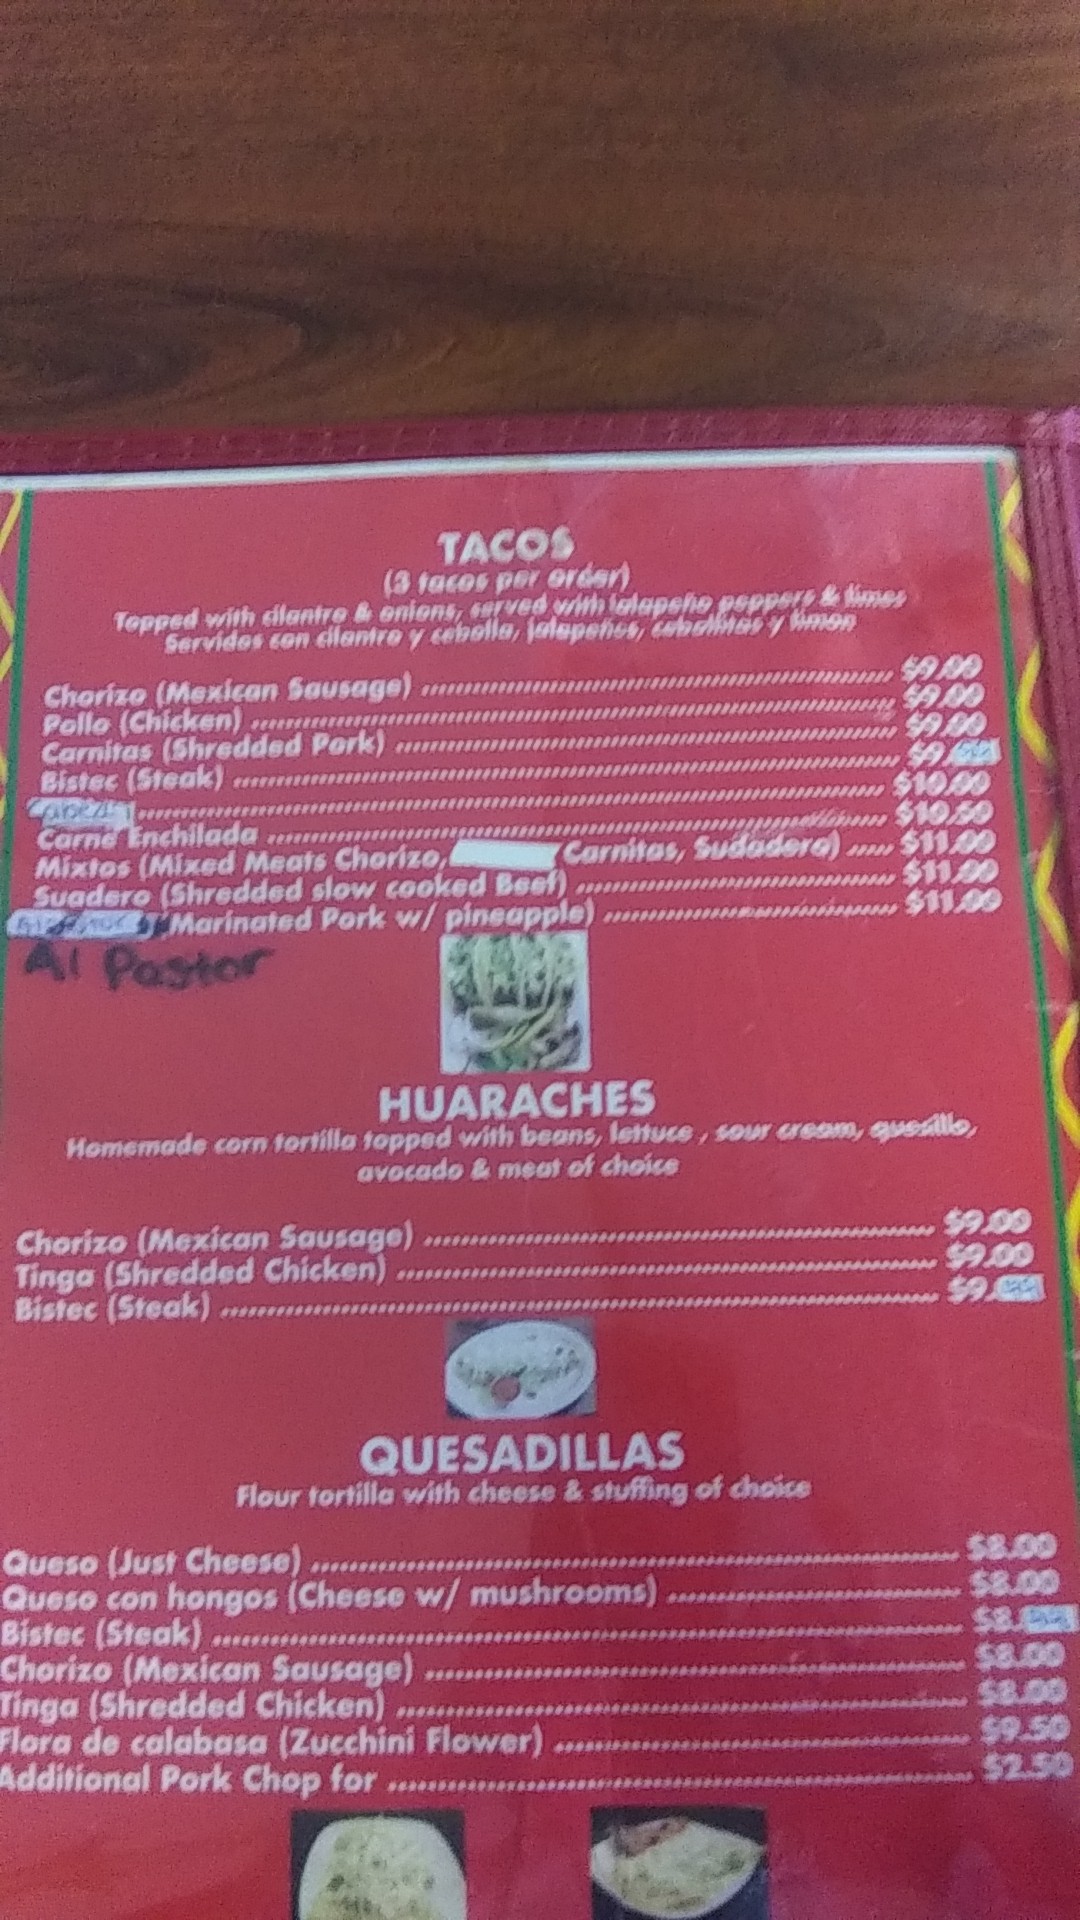 TACOS
(3 tacos per order)
Topped with cilantro & onions, served with jalapeño peppers & limes
Servidos con cilantro y cebolla, jalapeños, cebollitas y limon
Chorizo (Mexican Sausage) $9.00
Pollo (Chicken) $9.00
Carnitas (Shredded Pork) $9.00
Bistec (Steak) $9.
$10.00
Carne Enchilada $10.50
Mixtos (Mixed Meats Chorizo, Carnitas, Sudadero) $11.00
Suadero (Shredded slow cooked Beef) $11.00
Marinated Pork w/ pineapple) $11.00
Al Pastor
HUARACHES
Homemade corn tortilla topped with beans, lettuce, sour cream, quesillo,
avocado & meat of choice
Chorizo (Mexican Sausage) $9.00
Tinga (Shredded Chicken) $9.00
Bistec (Steak) $9.
QUESADILLAS
Flour tortilla with cheese & stuffing of choice
Queso (Just Cheese) $8.00
Queso con hongos (Cheese w/ mushrooms) $8.00
Bistec (Steak) $8.
Chorizo (Mexican Sausage) $8.00
Tinga (Shredded Chicken) $8.00
Flora de calabasa (Zucchini Flower) $9.50
Additional Pork Chop for $2.50